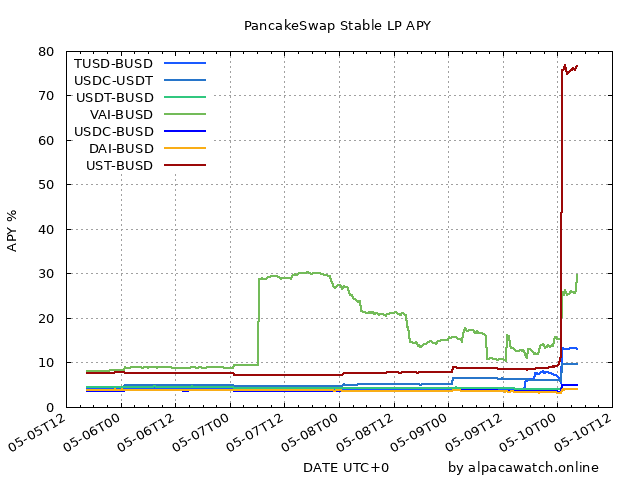 PancakeSwap Stable LP APY
80
70
60
50
40
30
20
10
0
APY %
TUSD-BUSD
USDC-USDT
USDT-BUSD
VAI-BUSD
USDC-BUSD
DAI-BUSD
UST-BUSD
05-05T12
05-06T00
05-06T12
05-07T00
05-07T12
05-08T00
05-08T12
05-09T00
05-09T12
05-10T00
05-10T12
DATE UTC+0
by alpacawatch.online